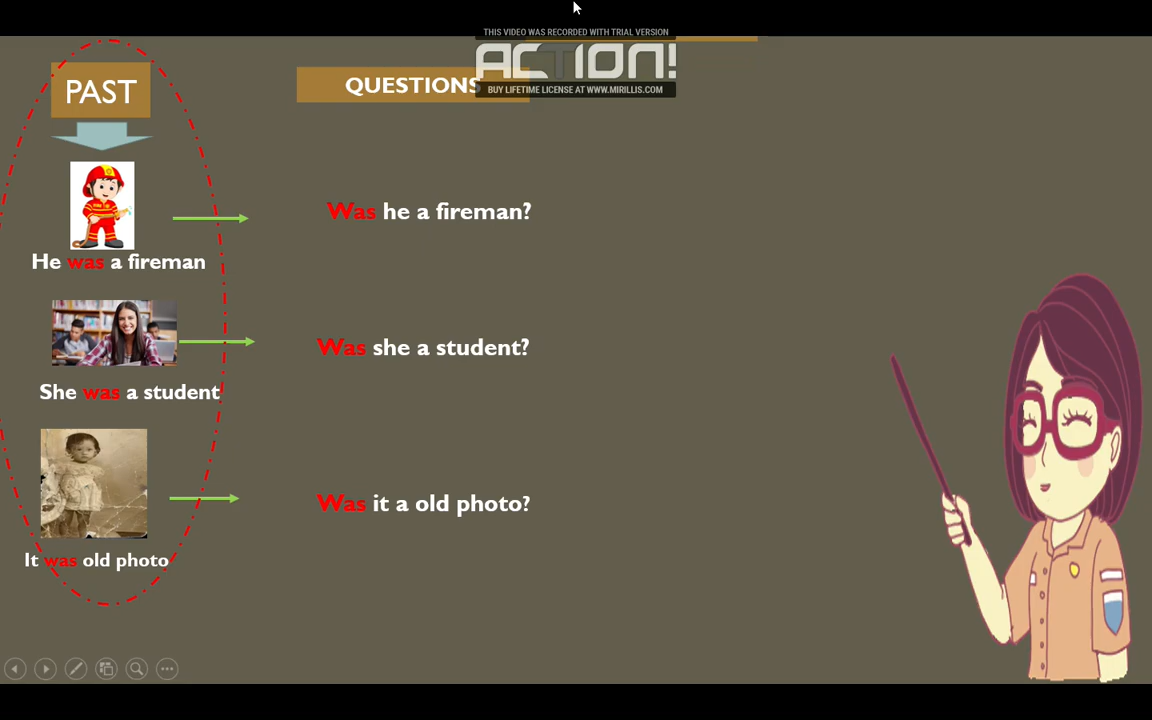 THIS VIDEO WAS RECORDED WITH TRIAL VERSION
ACTION!
BUY LIFETIME LICENSE AT WWW.MIRILLIS.COM
PAST
QUESTIONS
Was he a fireman?
He was a fireman
Was she a student?
She was a student
Was it a old photo?
It was old photo